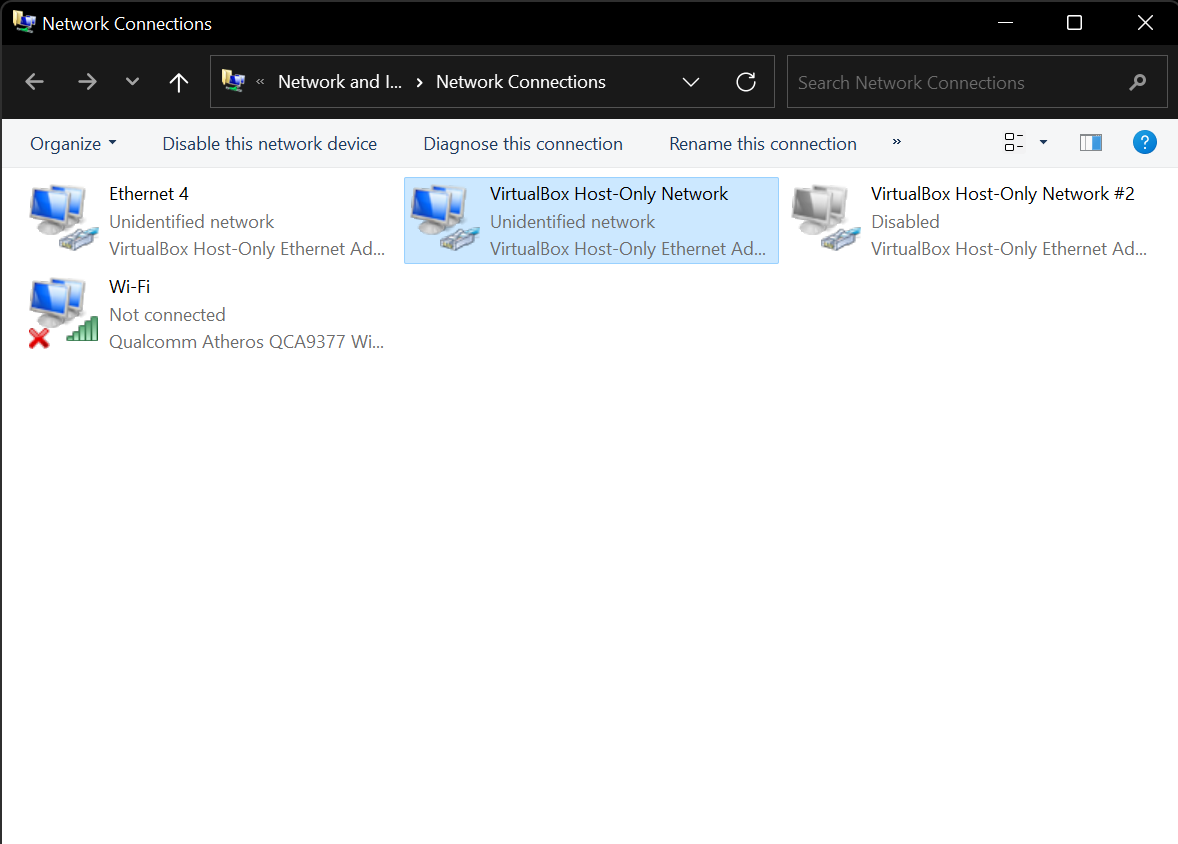 Network Connections
« Network and I... › Network Connections
Search Network Connections
Organize Disable this network device Diagnose this connection Rename this connection »
Ethernet 4
Unidentified network
VirtualBox Host-Only Ethernet Ad...
VirtualBox Host-Only Network
Unidentified network
VirtualBox Host-Only Ethernet Ad...
VirtualBox Host-Only Network #2
Disabled
VirtualBox Host-Only Ethernet Ad...
Wi-Fi
Not connected
Qualcomm Atheros QCA9377 Wi...